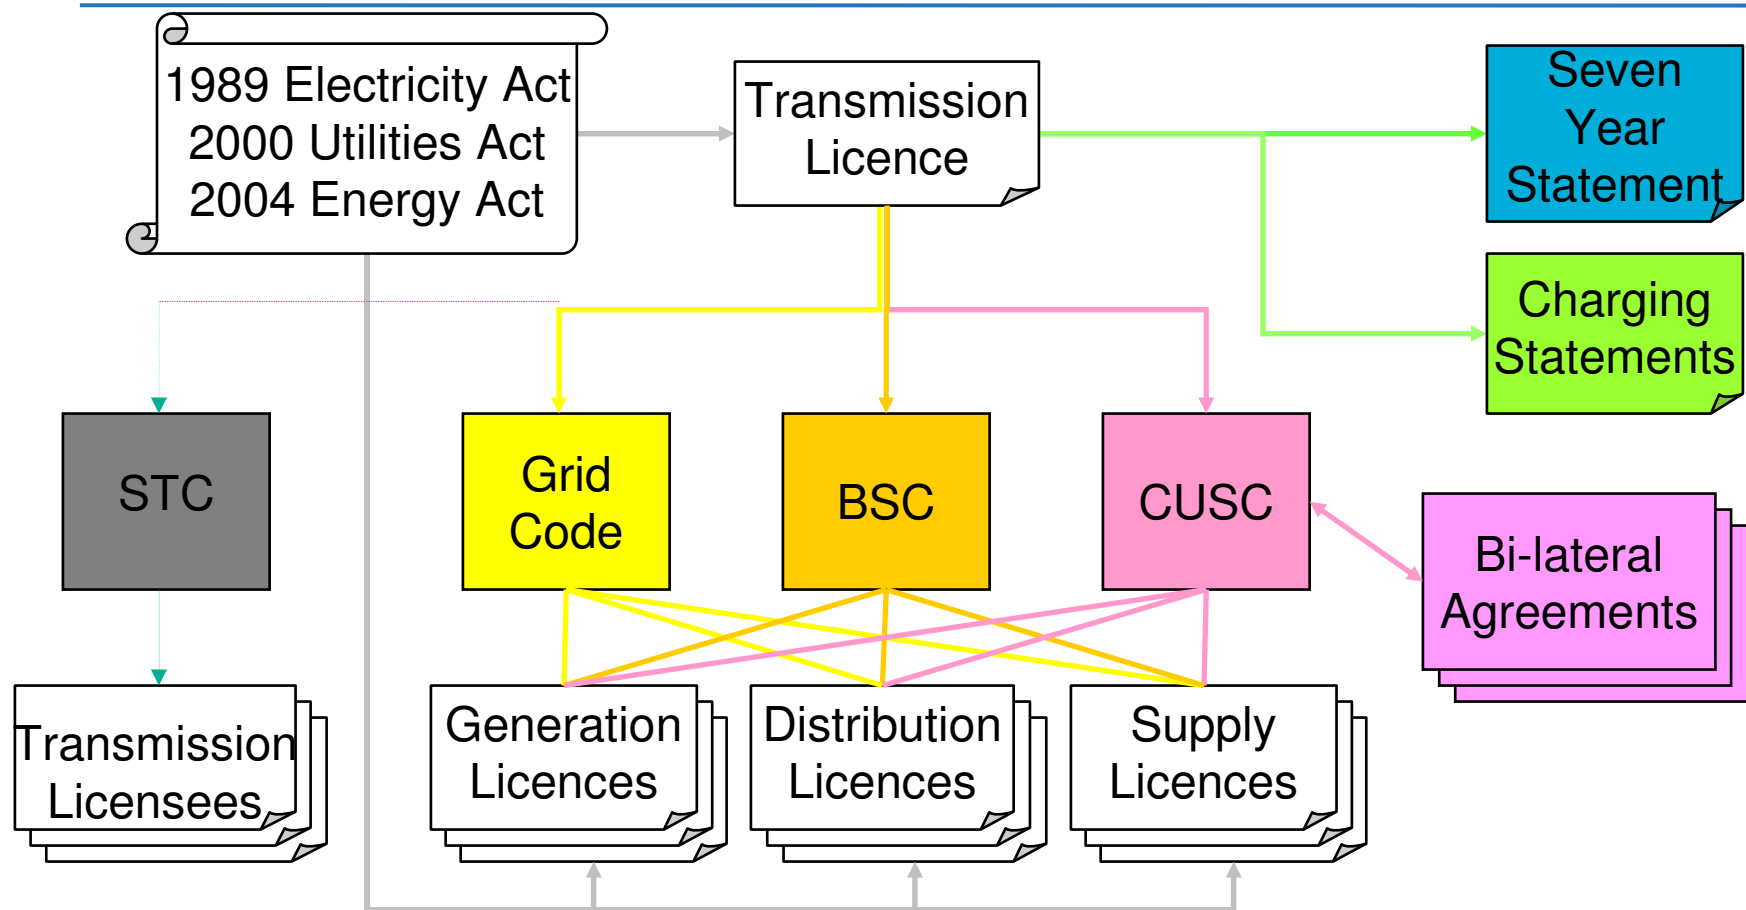 1989 Electricity Act
2000 Utilities Act
2004 Energy Act
Transmission
Licence
Seven
Year
Statement
Charging
Statements
STC
Grid
Code
BSC
CUSC
Bi-lateral
Agreements
Transmission
Licensees
Generation
Licences
Distribution
Licences
Supply
Licences